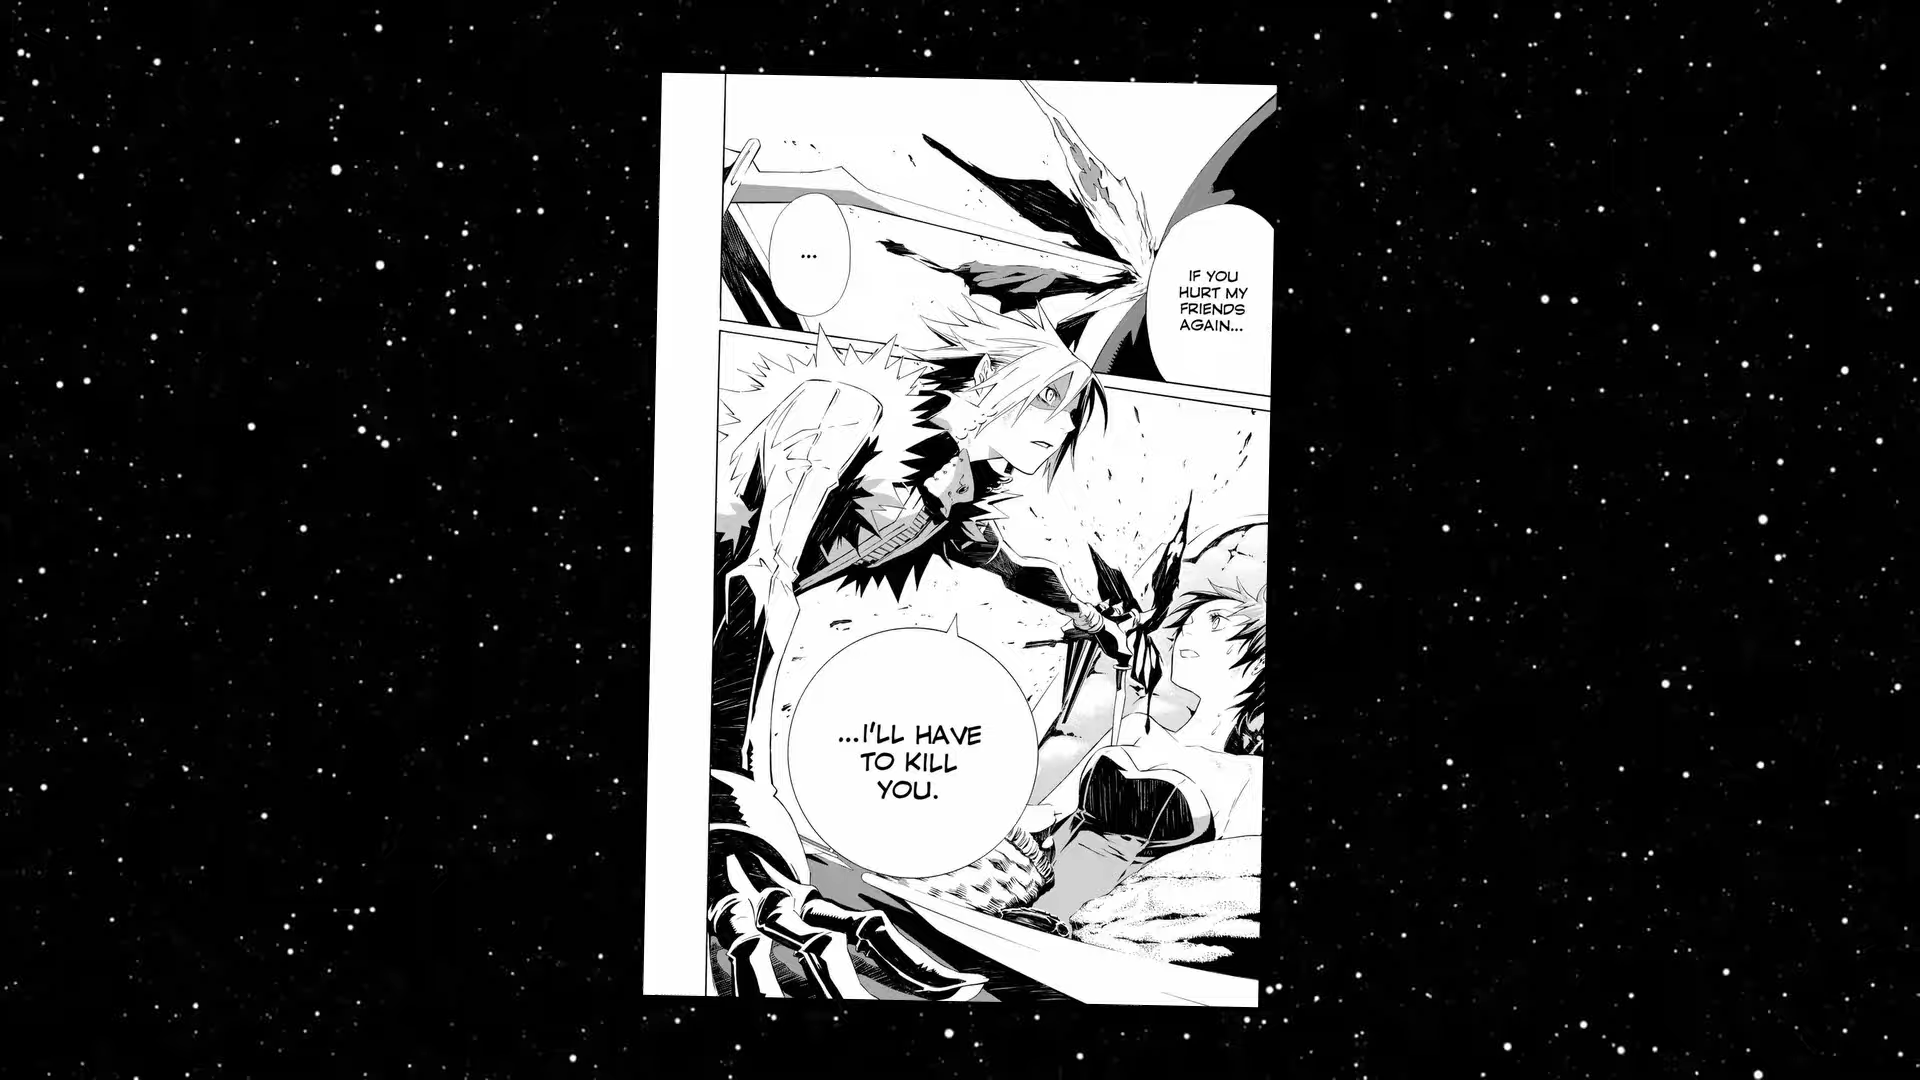 IF YOU
HURT MY
FRIENDS
AGAIN...
...
...I'LL HAVE
TO KILL
YOU.